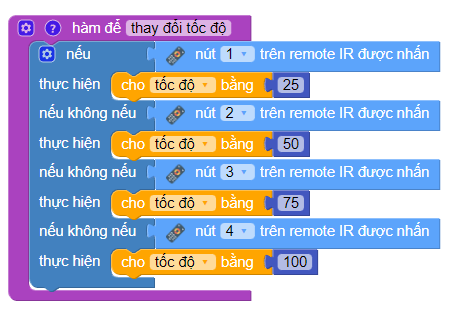 ? hàm để thay đổi tốc độ
nếu nút 1 trên remote IR được nhấn
thực hiện cho tốc độ bằng 25
nếu không nếu nút 2 trên remote IR được nhấn
thực hiện cho tốc độ bằng 50
nếu không nếu nút 3 trên remote IR được nhấn
thực hiện cho tốc độ bằng 75
nếu không nếu nút 4 trên remote IR được nhấn
thực hiện cho tốc độ bằng 100